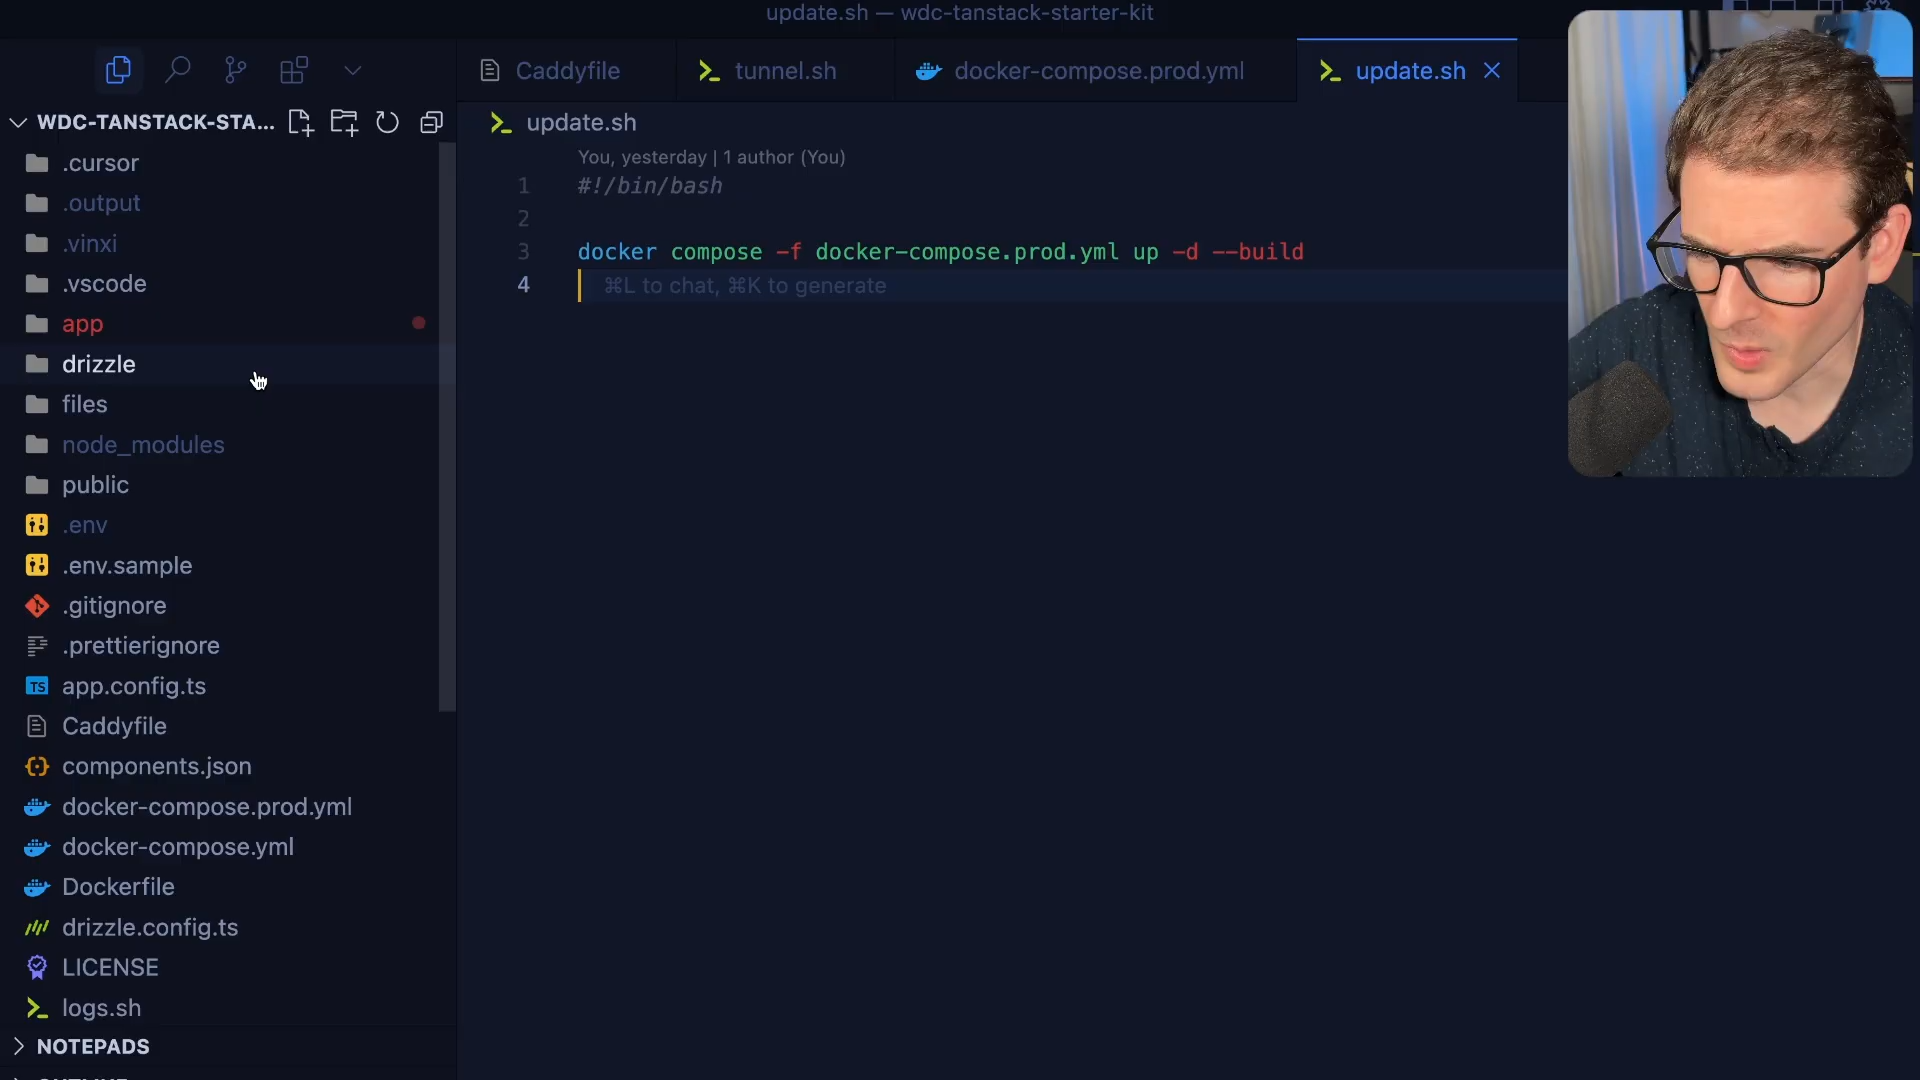 update.sh — wdc-tanstack-starter-kit
Caddyfile
tunnel.sh
docker-compose.prod.yml
update.sh
WDC-TANSTACK-STA...
.cursor
.output
.vinxi
.vscode
app
drizzle
files
node_modules
public
.env
.env.sample
.gitignore
.prettierignore
app.config.ts
Caddyfile
components.json
docker-compose.prod.yml
docker-compose.yml
Dockerfile
drizzle.config.ts
LICENSE
logs.sh
NOTEPADS
update.sh
You, yesterday | 1 author (You)
1 #!/bin/bash
2
3 docker compose -f docker-compose.prod.yml up -d --build
4 ⌘L to chat, ⌘K to generate